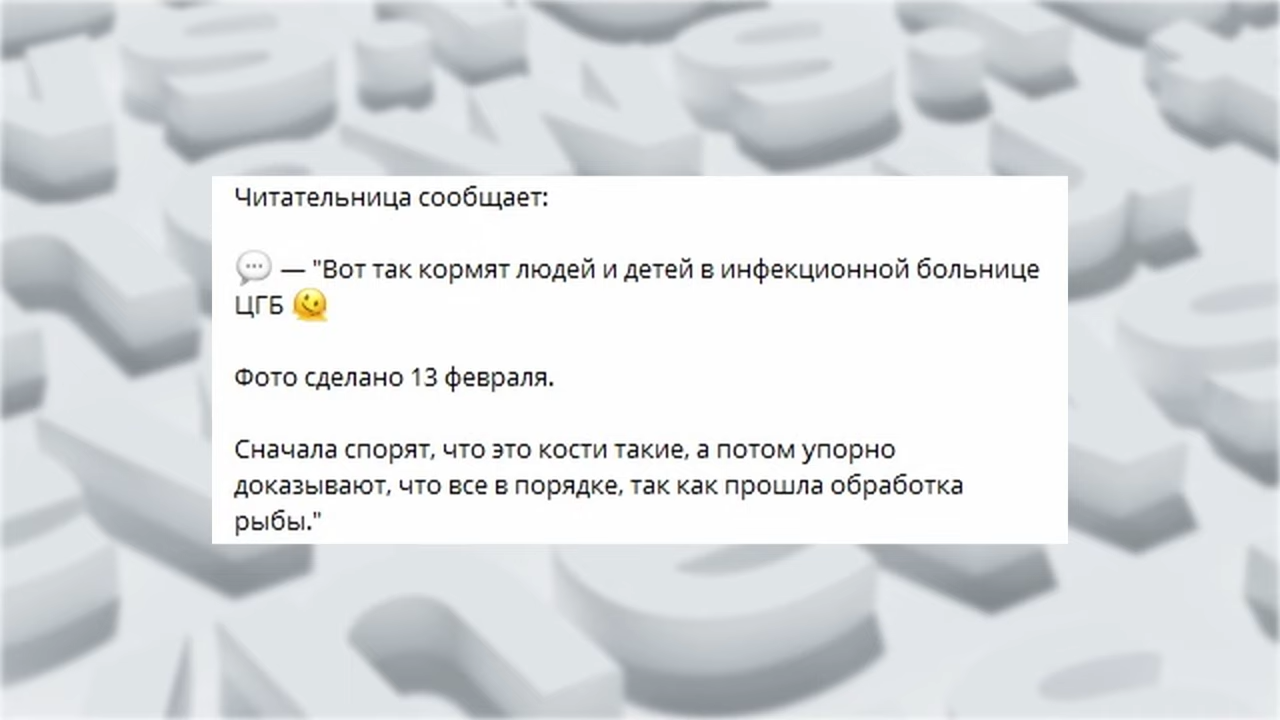 Читательница сообщает:
💬 — "Вот так кормят людей и детей в инфекционной больнице
ЦГБ 🫠
Фото сделано 13 февраля.
Сначала спорят, что это кости такие, а потом упорно
доказывают, что все в порядке, так как прошла обработка
рыбы."